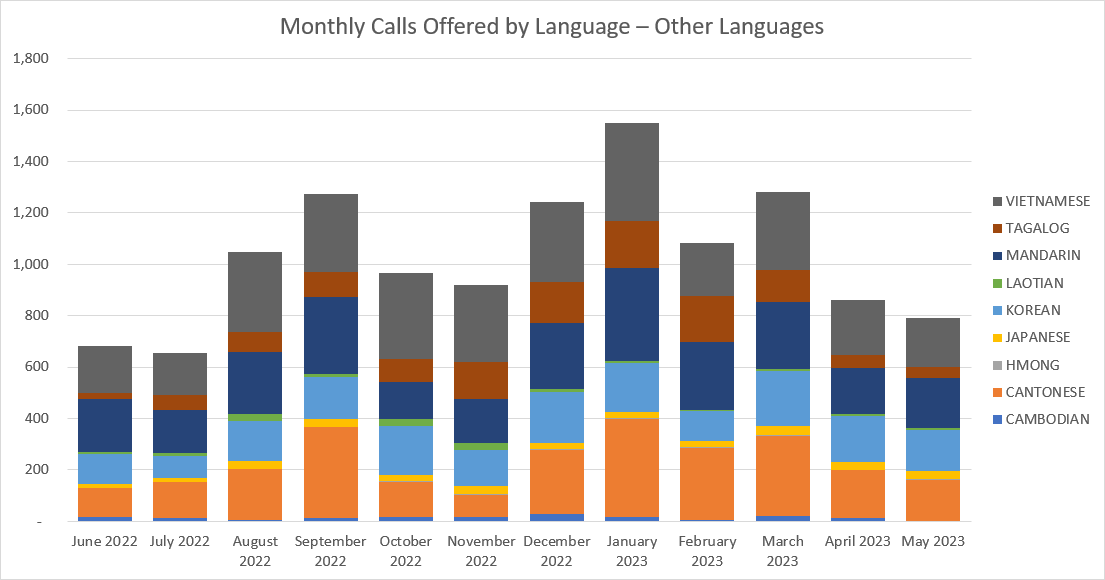 Monthly Calls Offered by Language – Other Languages
1,800
1,600
1,400
1,200
1,000
800
600
400
200
-
VIETNAMESE
TAGALOG
MANDARIN
LAOTIAN
KOREAN
JAPANESE
HMONG
CANTONESE
CAMBODIAN
June 2022 July 2022 August September October November December January February March April 2023 May 2023
2022 2022 2022 2022 2022 2023 2023 2023